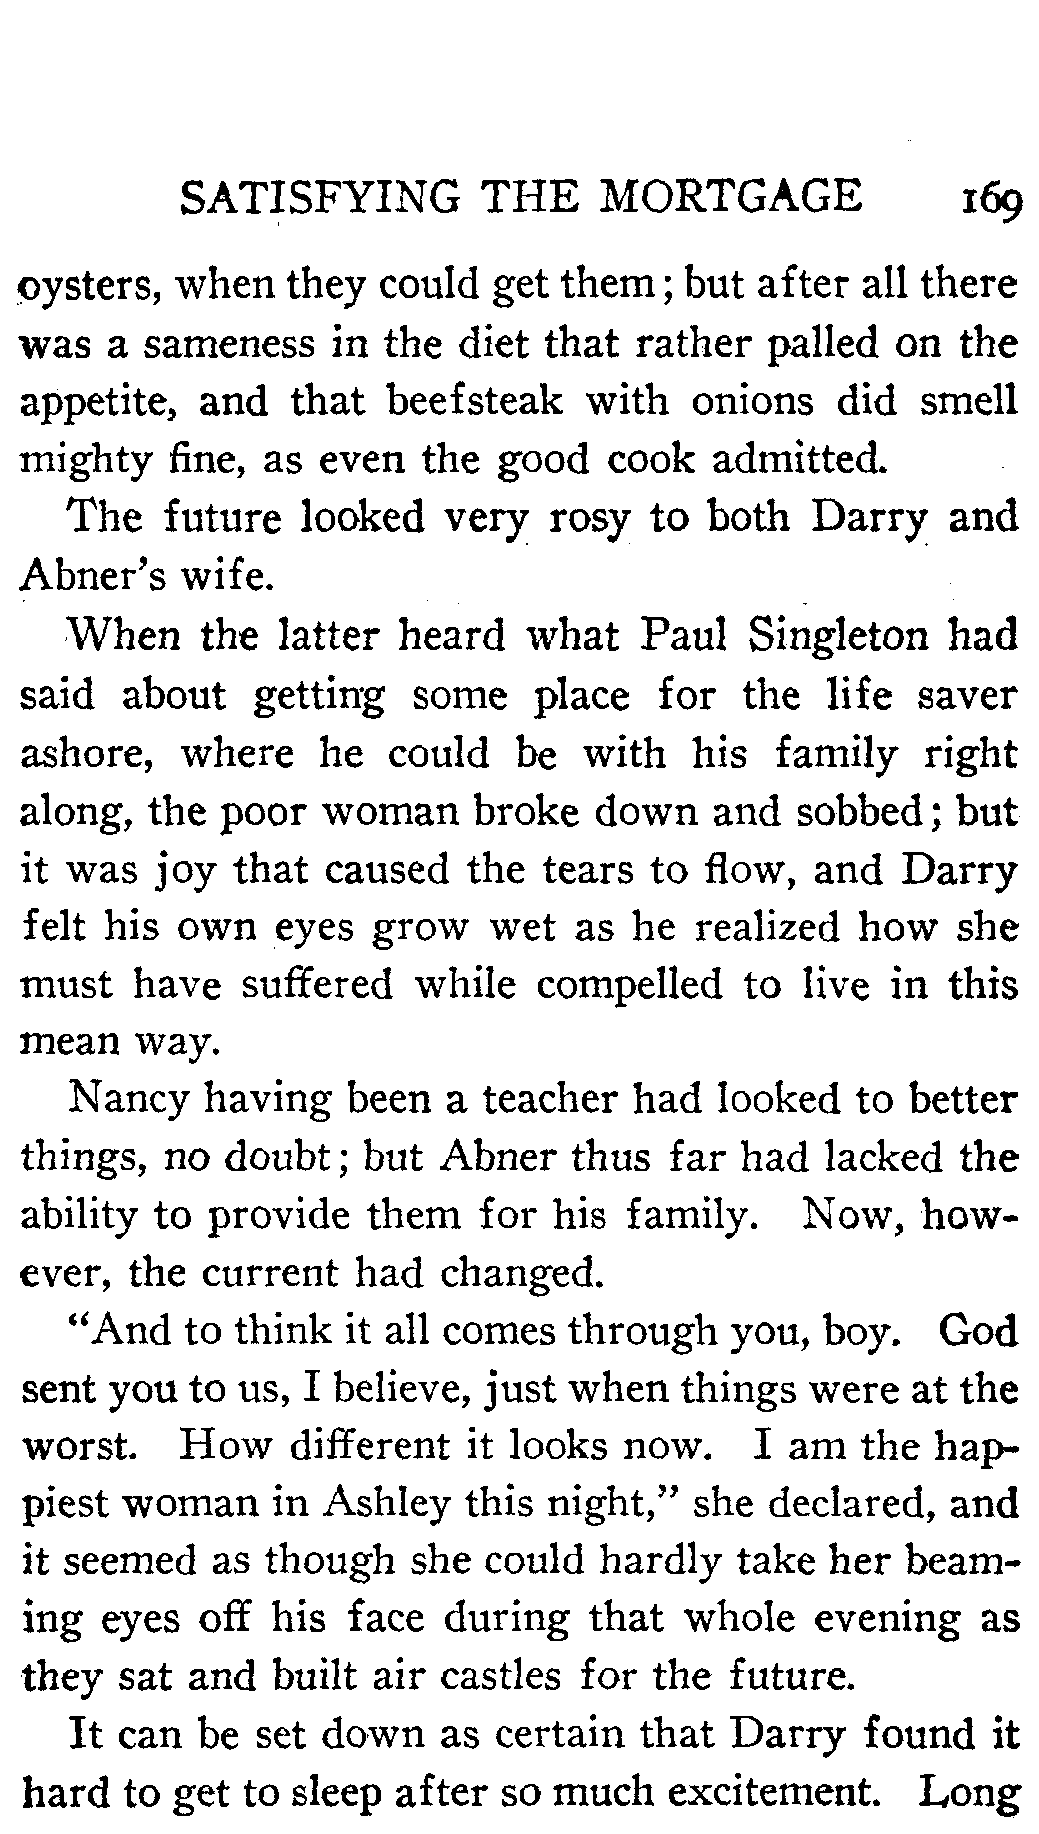 SATISFYING THE MORTGAGE 169
oysters, when they could get them; but after all there
was a sameness in the diet that rather palled on the
appetite, and that beefsteak with onions did smell
mighty fine, as even the good cook admitted.
The future looked very rosy to both Darry and
Abner's wife.
When the latter heard what Paul Singleton had
said about getting some place for the life saver
ashore, where he could be with his family right
along, the poor woman broke down and sobbed; but
it was joy that caused the tears to flow, and Darry
felt his own eyes grow wet as he realized how she
must have suffered while compelled to live in this
mean way.
Nancy having been a teacher had looked to better
things, no doubt; but Abner thus far had lacked the
ability to provide them for his family. Now, how-
ever, the current had changed.
"And to think it all comes through you, boy. God
sent you to us, I believe, just when things were at the
worst. How different it looks now. I am the hap-
piest woman in Ashley this night," she declared, and
it seemed as though she could hardly take her beam-
ing eyes off his face during that whole evening as
they sat and built air castles for the future.
It can be set down as certain that Darry found it
hard to get to sleep after so much excitement. Long